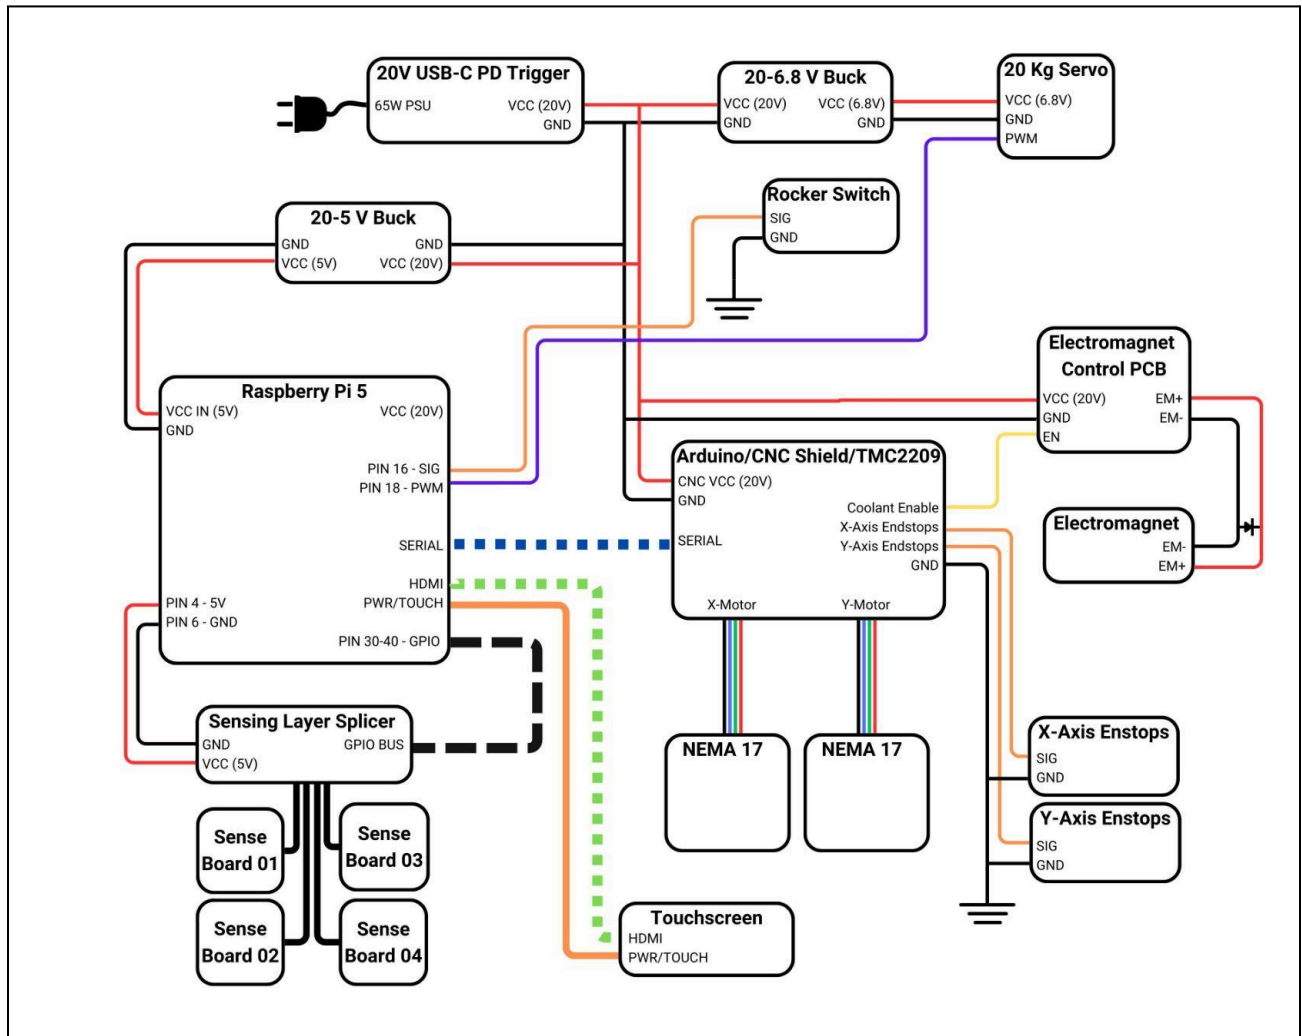 20V USB-C PD Trigger
65W PSU
VCC (20V)
GND
20-6.8 V Buck
VCC (20V)
GND
VCC (6.8V)
GND
20 Kg Servo
VCC (6.8V)
GND
PWM
Rocker Switch
SIG
GND
20-5 V Buck
GND
VCC (5V)
GND
VCC (20V)
Raspberry Pi 5
VCC IN (5V)
GND
VCC (20V)
PIN 16 - SIG
PIN 18 - PWM
SERIAL
HDMI
PWR/TOUCH
PIN 4 - 5V
PIN 6 - GND
PIN 30-40 - GPIO
Electromagnet
Control PCB
VCC (20V)
GND
EN
EM+
EM-
Arduino/CNC Shield/TMC2209
CNC VCC (20V)
GND
SERIAL
Coolant Enable
X-Axis Endstops
Y-Axis Endstops
GND
X-Motor
Y-Motor
Electromagnet
EM-
EM+
NEMA 17
NEMA 17
X-Axis Enstops
SIG
GND
Y-Axis Enstops
SIG
GND
Sensing Layer Splicer
GND
VCC (5V)
GPIO BUS
Sense
Board 01
Sense
Board 03
Sense
Board 02
Sense
Board 04
Touchscreen
HDMI
PWR/TOUCH